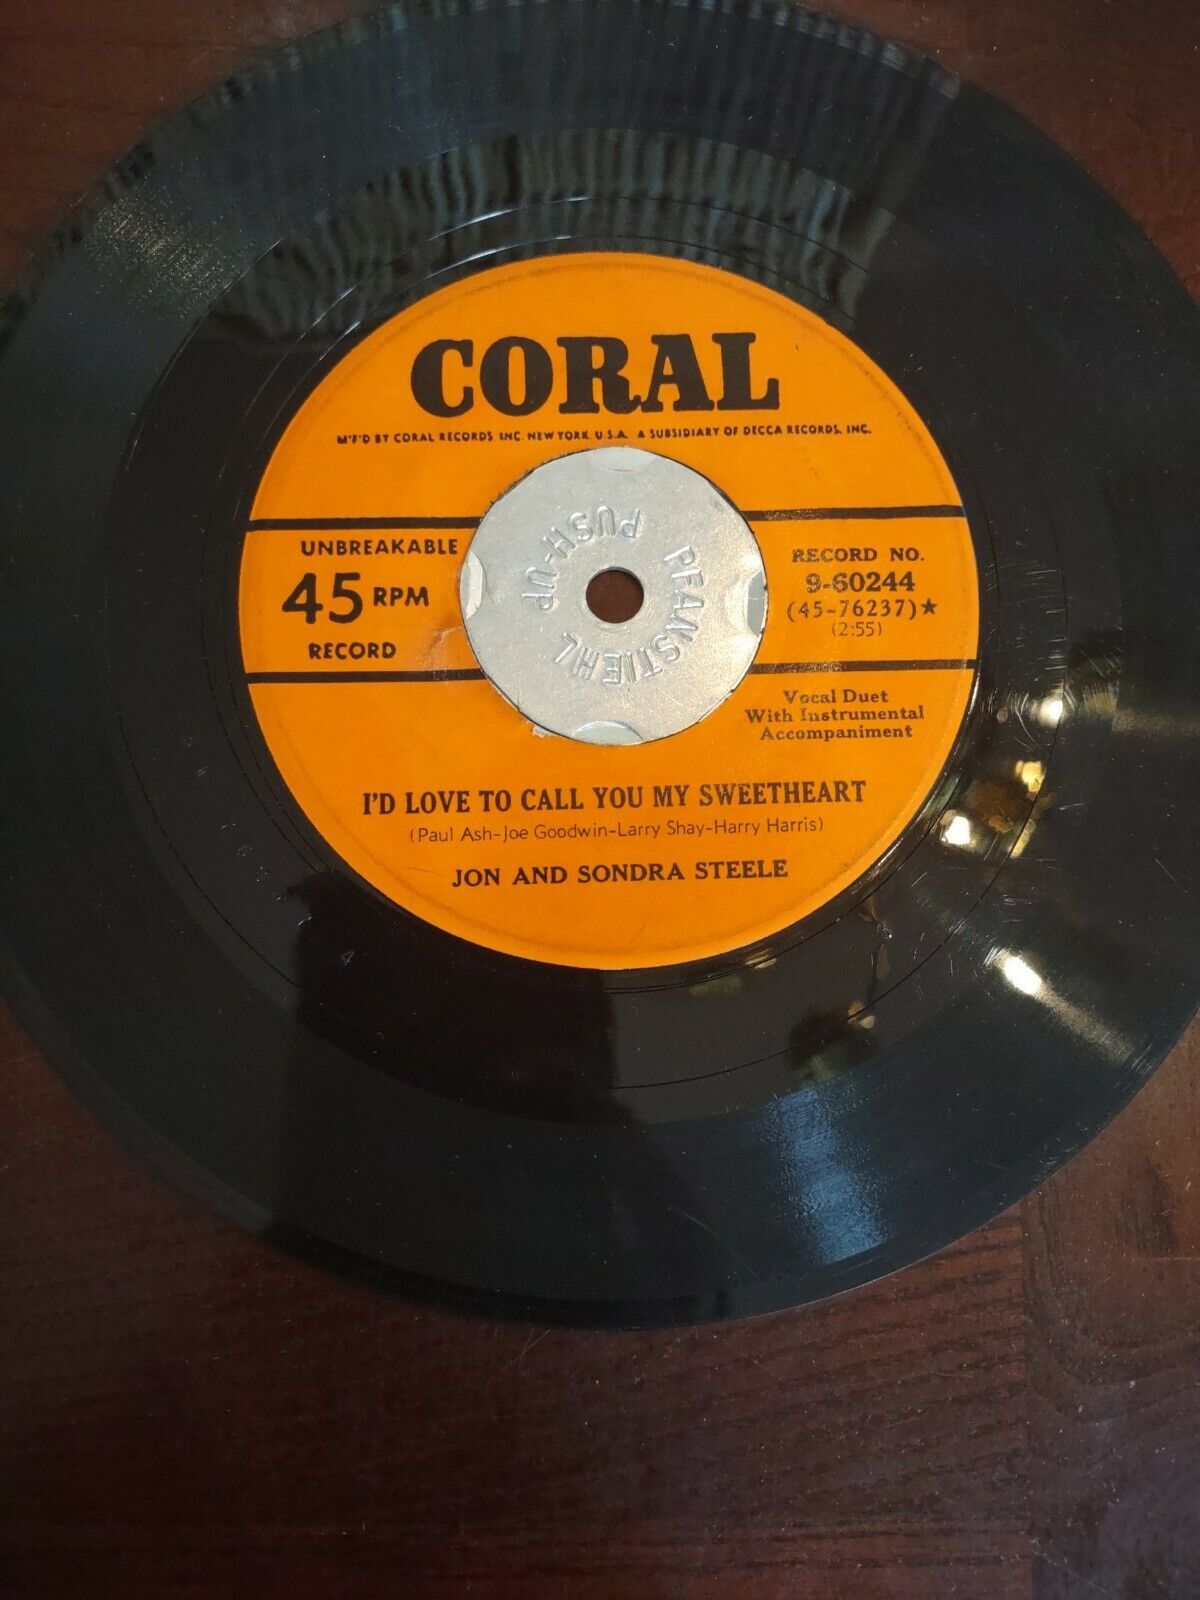 CORAL
M'F'D BY CORAL RECORDS INC. NEW YORK U.S.A. A SUBSIDIARY OF DECCA RECORDS, INC.
UNBREAKABLE
45 RPM
RECORD
PUSH-UP
PFANSTIEHL
RECORD NO.
9-60244
(45-76237)★
(2:55)
Vocal Duet
With Instrumental
Accompaniment
I'D LOVE TO CALL YOU MY SWEETHEART
(Paul Ash-Joe Goodwin-Larry Shay-Harry Harris)
JON AND SONDRA STEELE